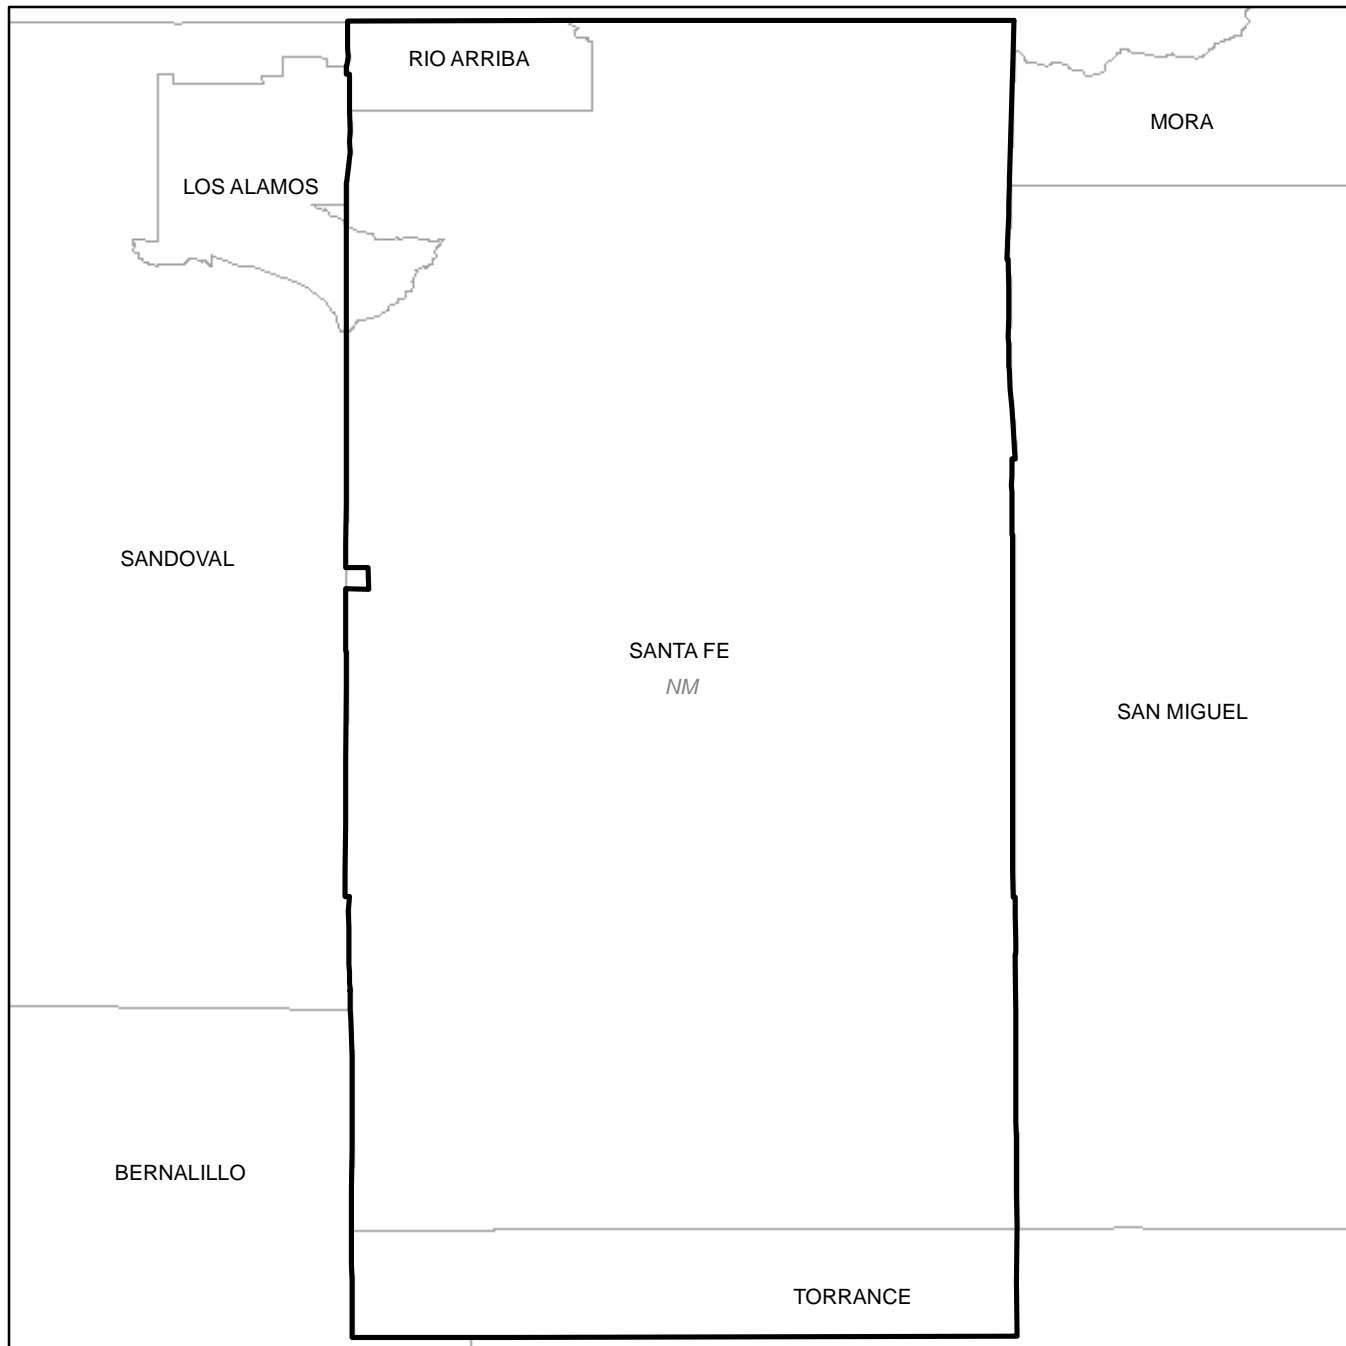 RIO ARRIBA
MORA
LOS ALAMOS
SANDOVAL
SANTA FE
NM
SAN MIGUEL
BERNALILLO
TORRANCE